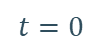 t = 0